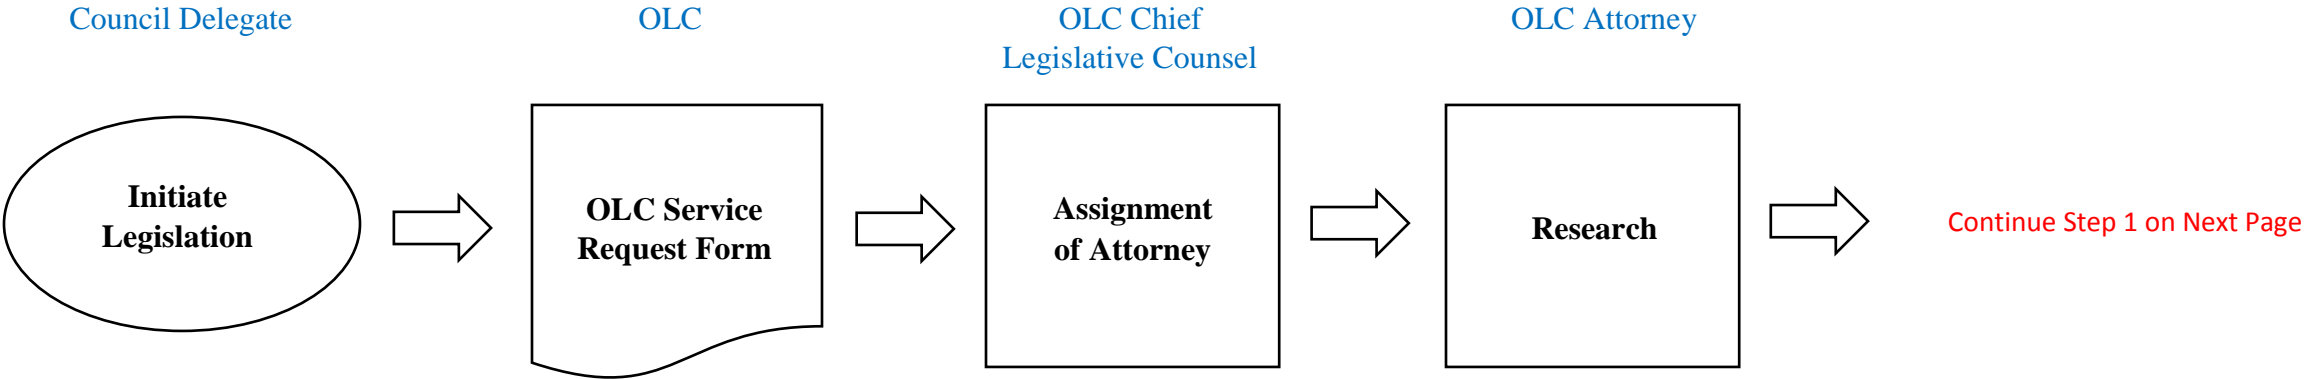 Council Delegate
OLC
OLC Chief
Legislative Counsel
OLC Attorney
Initiate
Legislation
OLC Service
Request Form
Assignment
of Attorney
Research
Continue Step 1 on Next Page